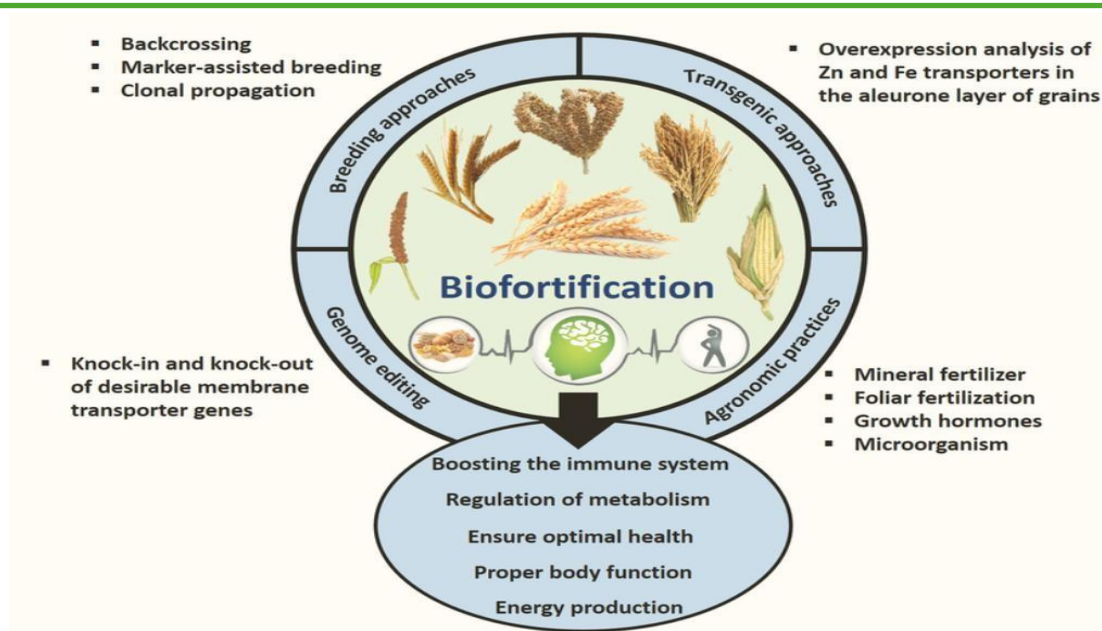 ▪ Backcrossing
▪ Marker-assisted breeding
▪ Clonal propagation
▪ Overexpression analysis of
Zn and Fe transporters in
the aleurone layer of grains
Breeding approaches
Transgenic approaches
Biofortification
Genome editing
Agronomic practices
▪ Knock-in and knock-out
of desirable membrane
transporter genes
▪ Mineral fertilizer
▪ Foliar fertilization
▪ Growth hormones
▪ Microorganism
Boosting the immune system
Regulation of metabolism
Ensure optimal health
Proper body function
Energy production